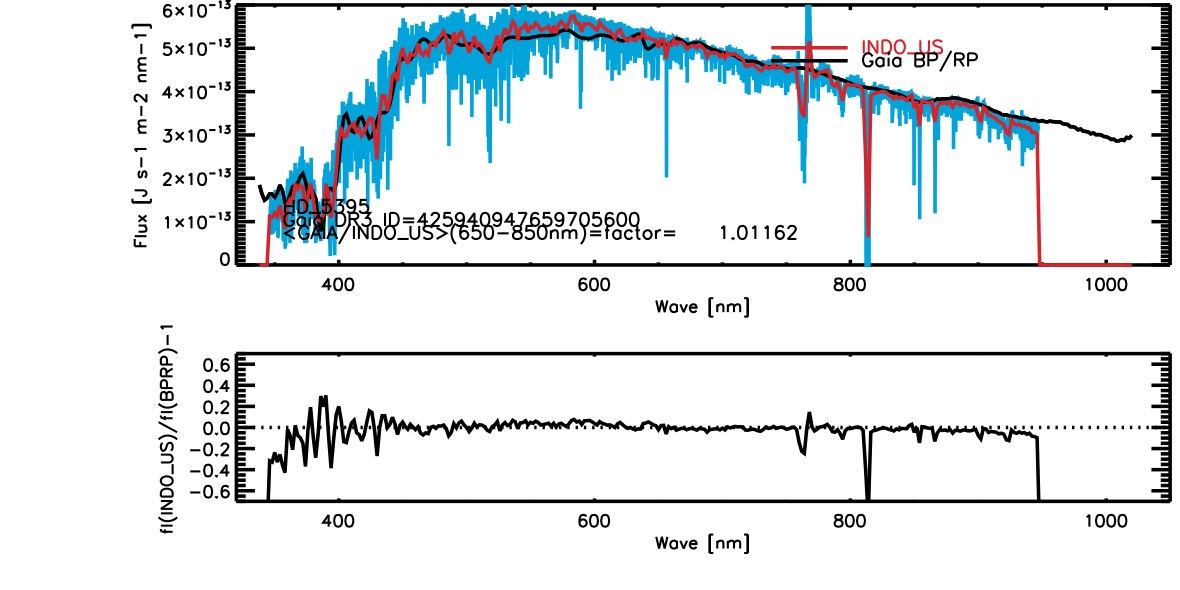 6×10−13
5×10−13
4×10−13
3×10−13
2×10−13
1×10−13
0
Flux [J s−1 m−2 nm−1]
INDO_US
Gaia BP/RP
HD_15395
Gaia DR3 ID=4259409476597056​00
<GAIA/INDO_US>(650−850nm)=factor= 1.01162
400 600 800 1000
Wave [nm]
fl(INDO_US)/fl(BPRP)−1
0.6
0.4
0.2
0.0
−0.2
−0.4
−0.6
400 600 800 1000
Wave [nm]